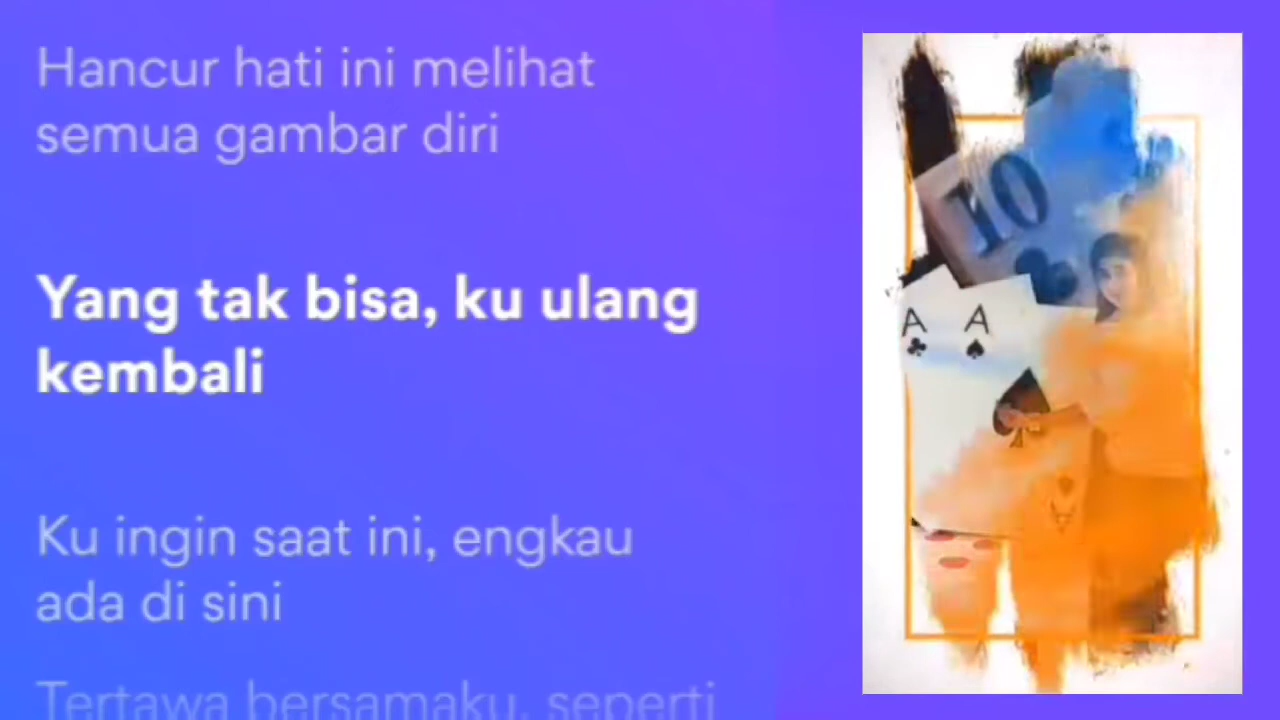 Hancur hati ini melihat
semua gambar diri
Yang tak bisa, ku ulang
kembali
Ku ingin saat ini, engkau
ada di sini
Tertawa bersamaku, seperti
10
A A